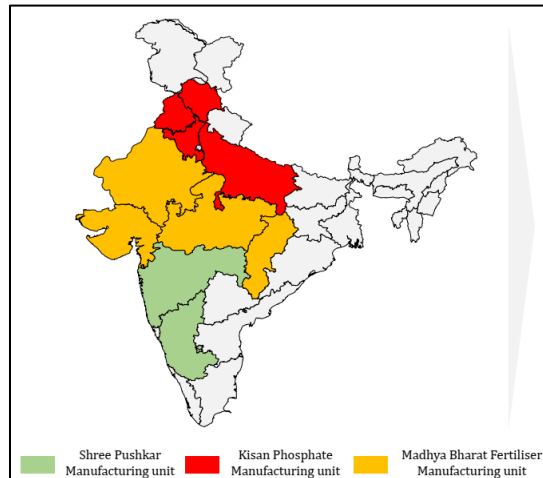 Shree Pushkar
Manufacturing unit
Kisan Phosphate
Manufacturing unit
Madhya Bharat Fertiliser
Manufacturing unit